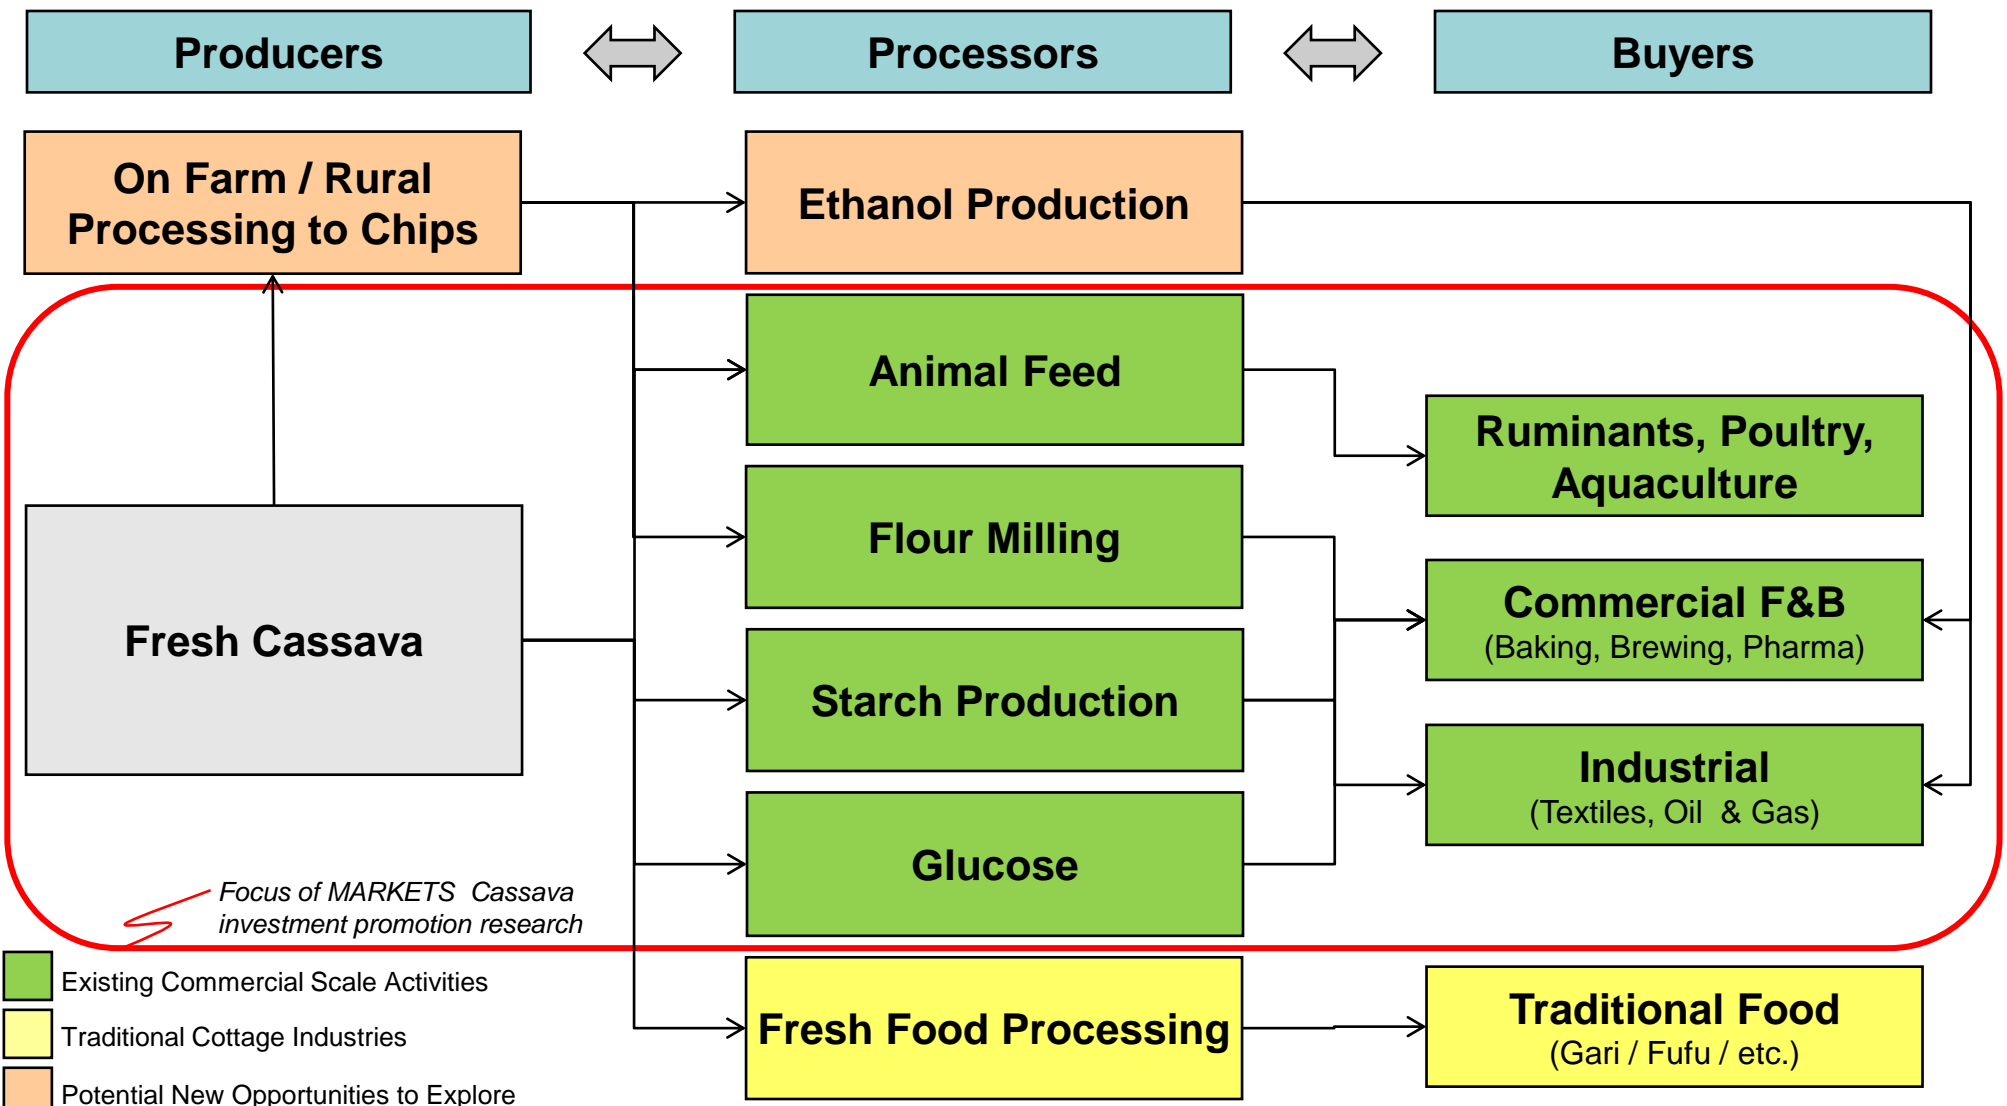 Producers
Processors
Buyers
On Farm / Rural
Processing to Chips
Ethanol Production
Animal Feed
Ruminants, Poultry,
Aquaculture
Flour Milling
Fresh Cassava
Commercial F&B
(Baking, Brewing, Pharma)
Starch Production
Industrial
(Textiles, Oil & Gas)
Glucose
Focus of MARKETS Cassava
investment promotion research
Existing Commercial Scale Activities
Traditional Cottage Industries
Potential New Opportunities to Explore
Fresh Food Processing
Traditional Food
(Gari / Fufu / etc.)